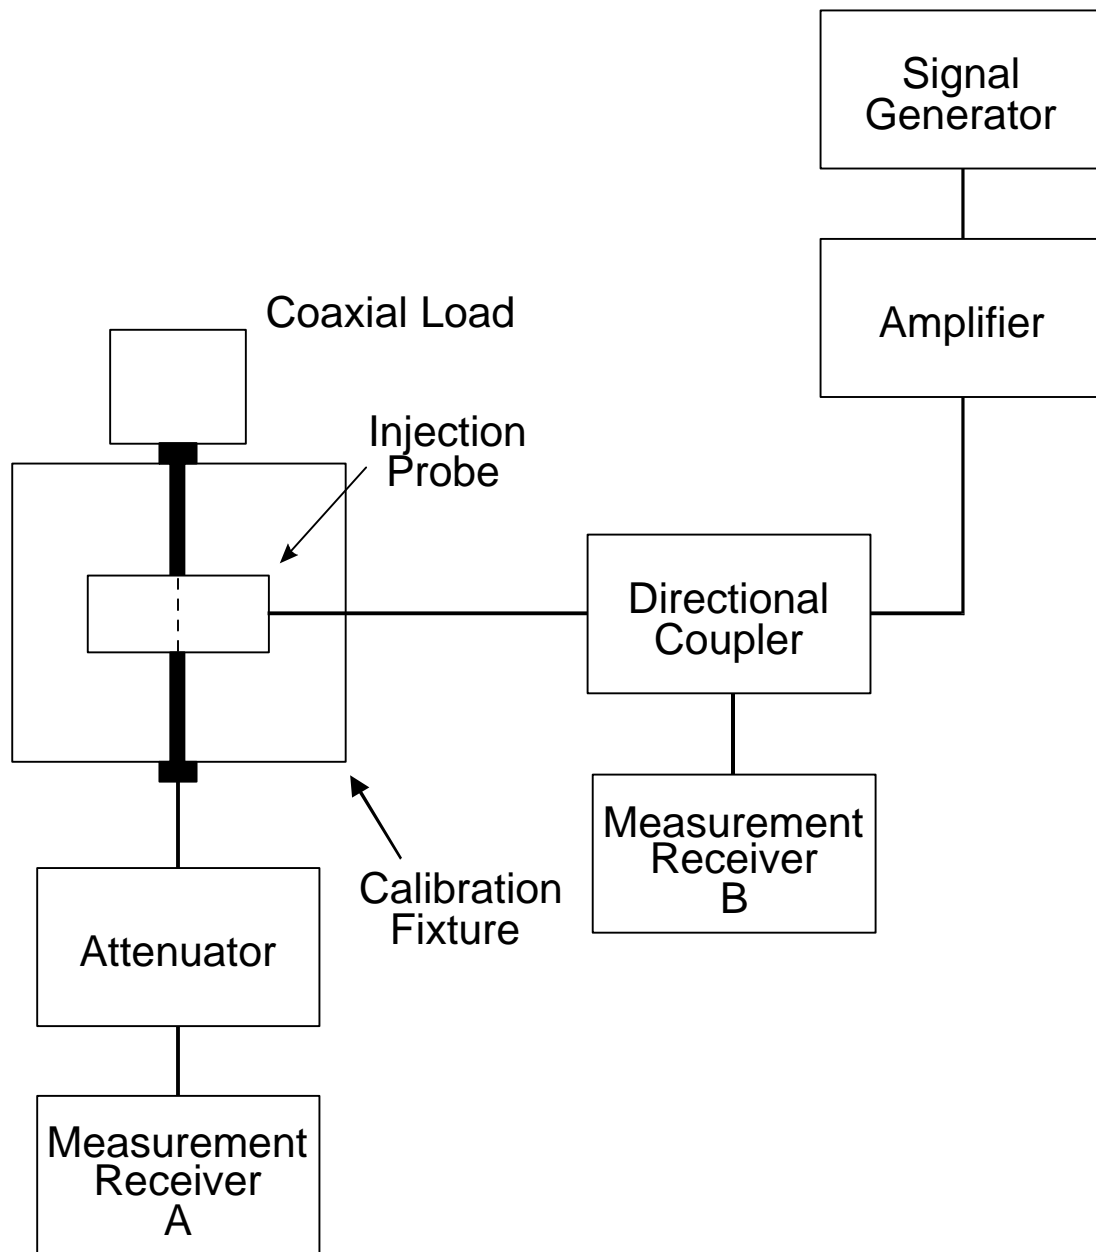 Signal
Generator
Amplifier
Coaxial Load
Injection
Probe
Directional
Coupler
Measurement
Receiver
B
Calibration
Fixture
Attenuator
Measurement
Receiver
A